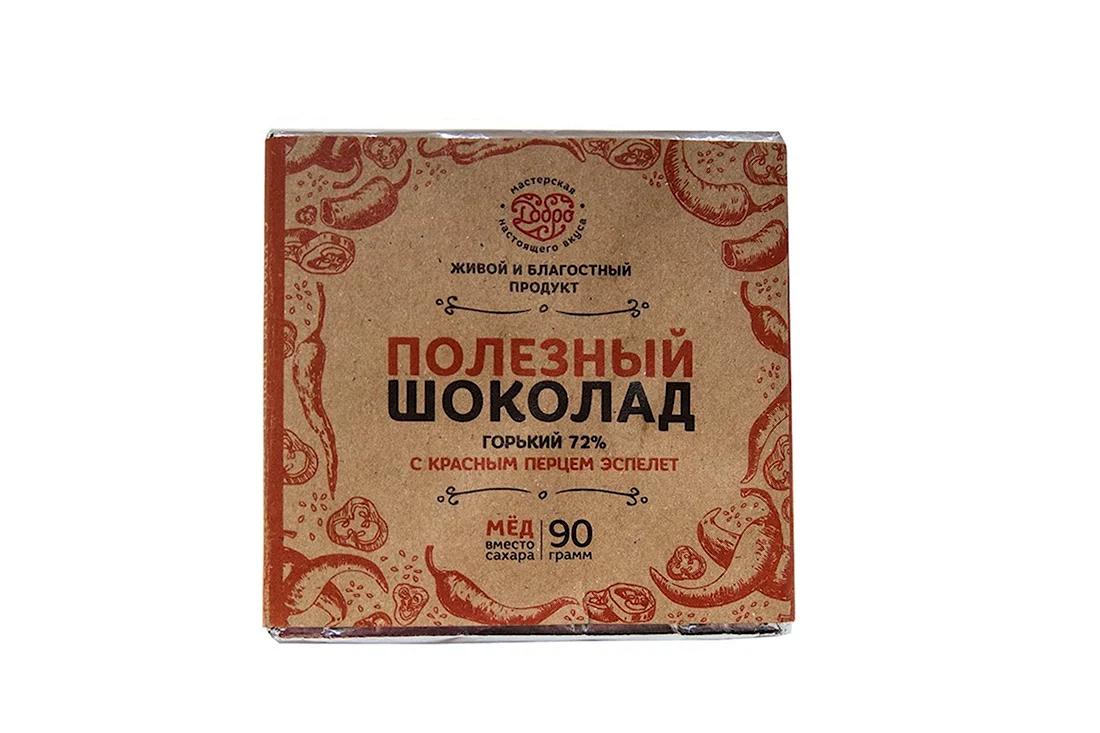 мастерская
Добро
настоящего вкуса
ЖИВОЙ И БЛАГОСТНЫЙ
ПРОДУКТ
ПОЛЕЗНЫЙ
ШОКОЛАД
ГОРЬКИЙ 72%
С КРАСНЫМ ПЕРЦЕМ ЭСПЕЛЕТ
МЁД
вместо
сахара
90
грамм